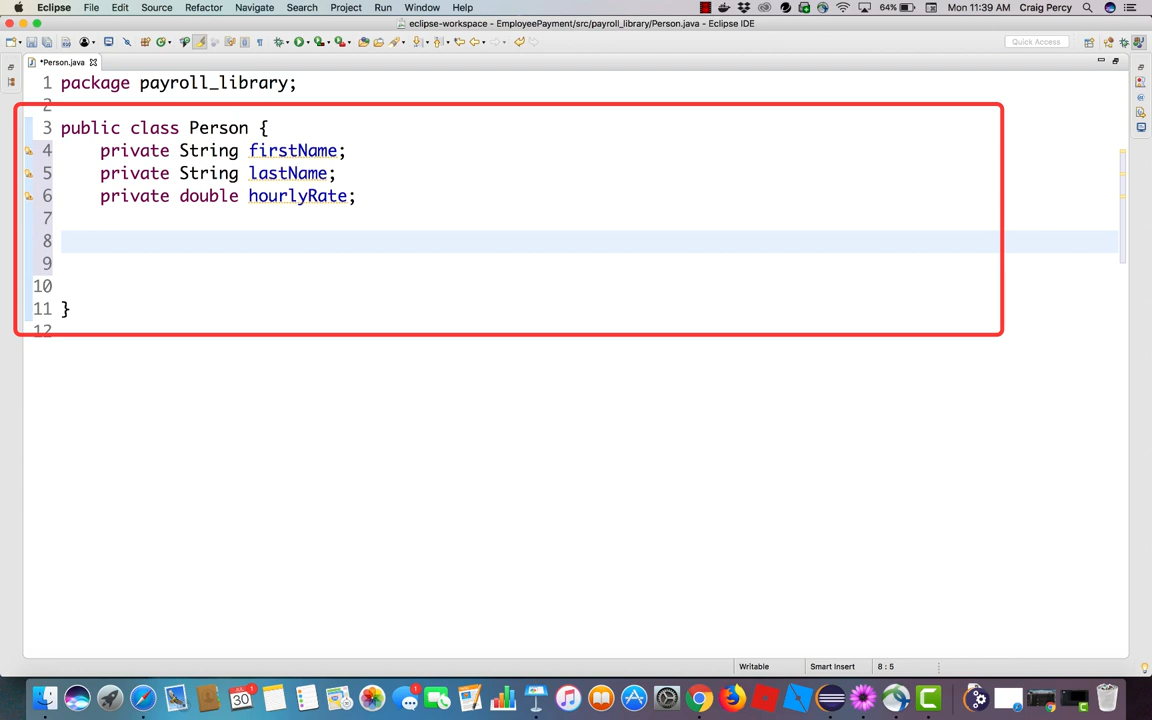 Eclipse File Edit Source Refactor Navigate Search Project Run Window Help 64% Mon 11:39 AM Craig Percy
eclipse-workspace - EmployeePayment/src/payroll_library/Person.java - Eclipse IDE
Quick Access
*Person.java
1 package payroll_library;
2
3 public class Person {
4 private String firstName;
5 private String lastName;
6 private double hourlyRate;
7
8
9
10
11 }
12
Writable Smart Insert 8 : 5
30